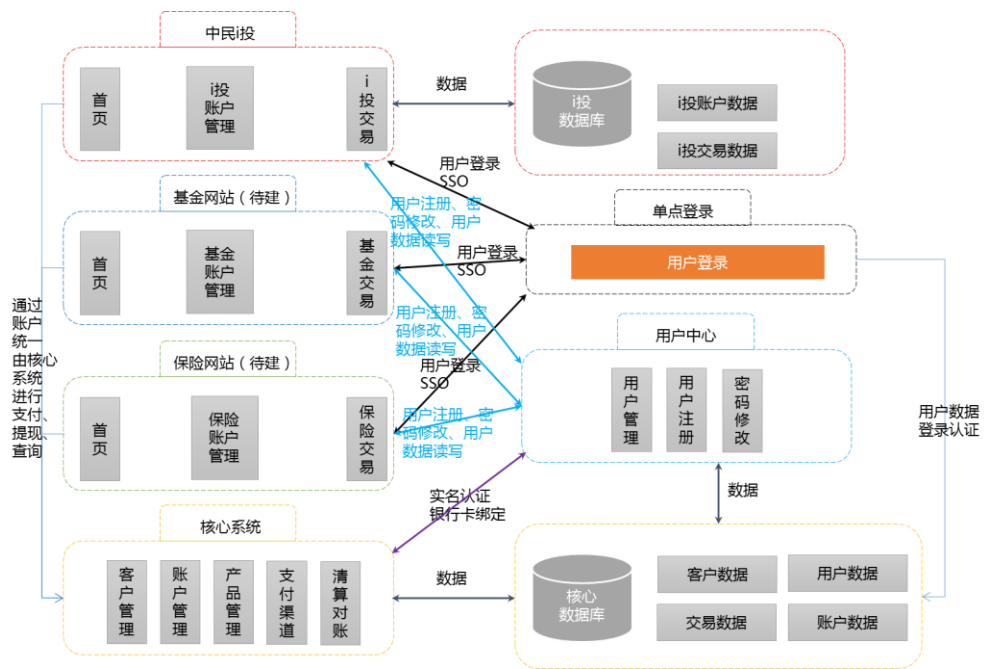 中民i投
首页
i投
账户
管理
i投交易
数据
i投
数据库
i投账户数据
i投交易数据
用户登录
SSO
用户注册、密
码修改、用户
数据读写
基金网站（待建）
首页
基金
账户
管理
基金交易
用户登录
SSO
单点登录
用户登录
用户注册、密
码修改、用户
数据读写
通过
账户
统一
由核心
系统
进行
支付、
提现、
查询
保险网站（待建）
首页
保险
账户
管理
保险交易
用户登录
SSO
用户注册、密
码修改、用户
数据读写
用户中心
用户管理
用户注册
密码修改
用户数据
登录认证
数据
实名认证
银行卡绑定
核心系统
客户管理
账户管理
产品管理
支付渠道
清算对账
数据
核心
数据库
客户数据
用户数据
交易数据
账户数据